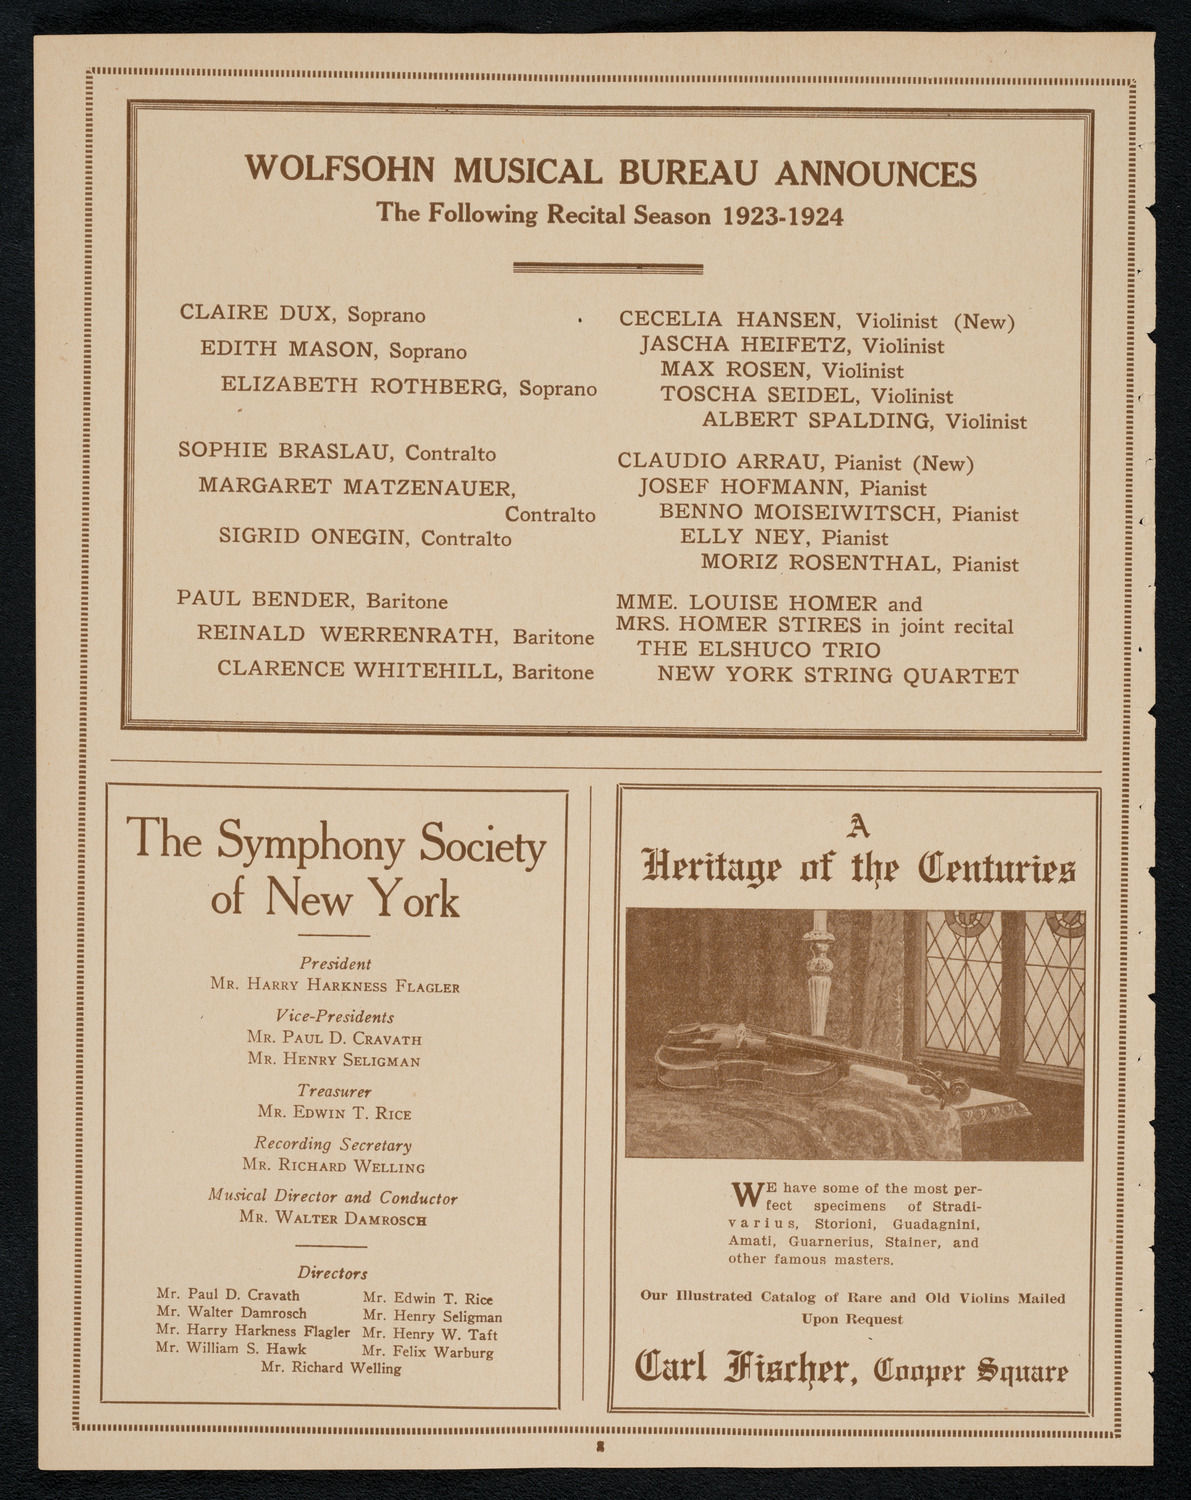 WOLFSOHN MUSICAL BUREAU ANNOUNCES
The Following Recital Season 1923-1924
CLAIRE DUX, Soprano
EDITH MASON, Soprano
ELIZABETH ROTHBERG, Soprano
SOPHIE BRASLAU, Contralto
MARGARET MATZENAUER,
Contralto
SIGRID ONEGIN, Contralto
PAUL BENDER, Baritone
REINALD WERRENRATH, Baritone
CLARENCE WHITEHILL, Baritone
CECELIA HANSEN, Violinist (New)
JASCHA HEIFETZ, Violinist
MAX ROSEN, Violinist
TOSCHA SEIDEL, Violinist
ALBERT SPALDING, Violinist
CLAUDIO ARRAU, Pianist (New)
JOSEF HOFMANN, Pianist
BENNO MOISEIWITSCH, Pianist
ELLY NEY, Pianist
MORIZ ROSENTHAL, Pianist
MME. LOUISE HOMER and
MRS. HOMER STIRES in joint recital
THE ELSHUCO TRIO
NEW YORK STRING QUARTET
The Symphony Society
of New York
President
MR. HARRY HARKNESS FLAGLER
Vice-Presidents
MR. PAUL D. CRAVATH
MR. HENRY SELIGMAN
Treasurer
MR. EDWIN T. RICE
Recording Secretary
MR. RICHARD WELLING
Musical Director and Conductor
MR. WALTER DAMROSCH
Directors
Mr. Paul D. Cravath
Mr. Walter Damrosch
Mr. Harry Harkness Flagler
Mr. William S. Hawk
Mr. Edwin T. Rice
Mr. Henry Seligman
Mr. Henry W. Taft
Mr. Felix Warburg
Mr. Richard Welling
A
Heritage of the Centuries
WE have some of the most per-
fect specimens of Stradi-
varius, Storioni, Guadagnini,
Amati, Guarnerius, Stainer, and
other famous masters.
Our Illustrated Catalog of Rare and Old Violins Mailed
Upon Request
Carl Fischer, Cooper Square